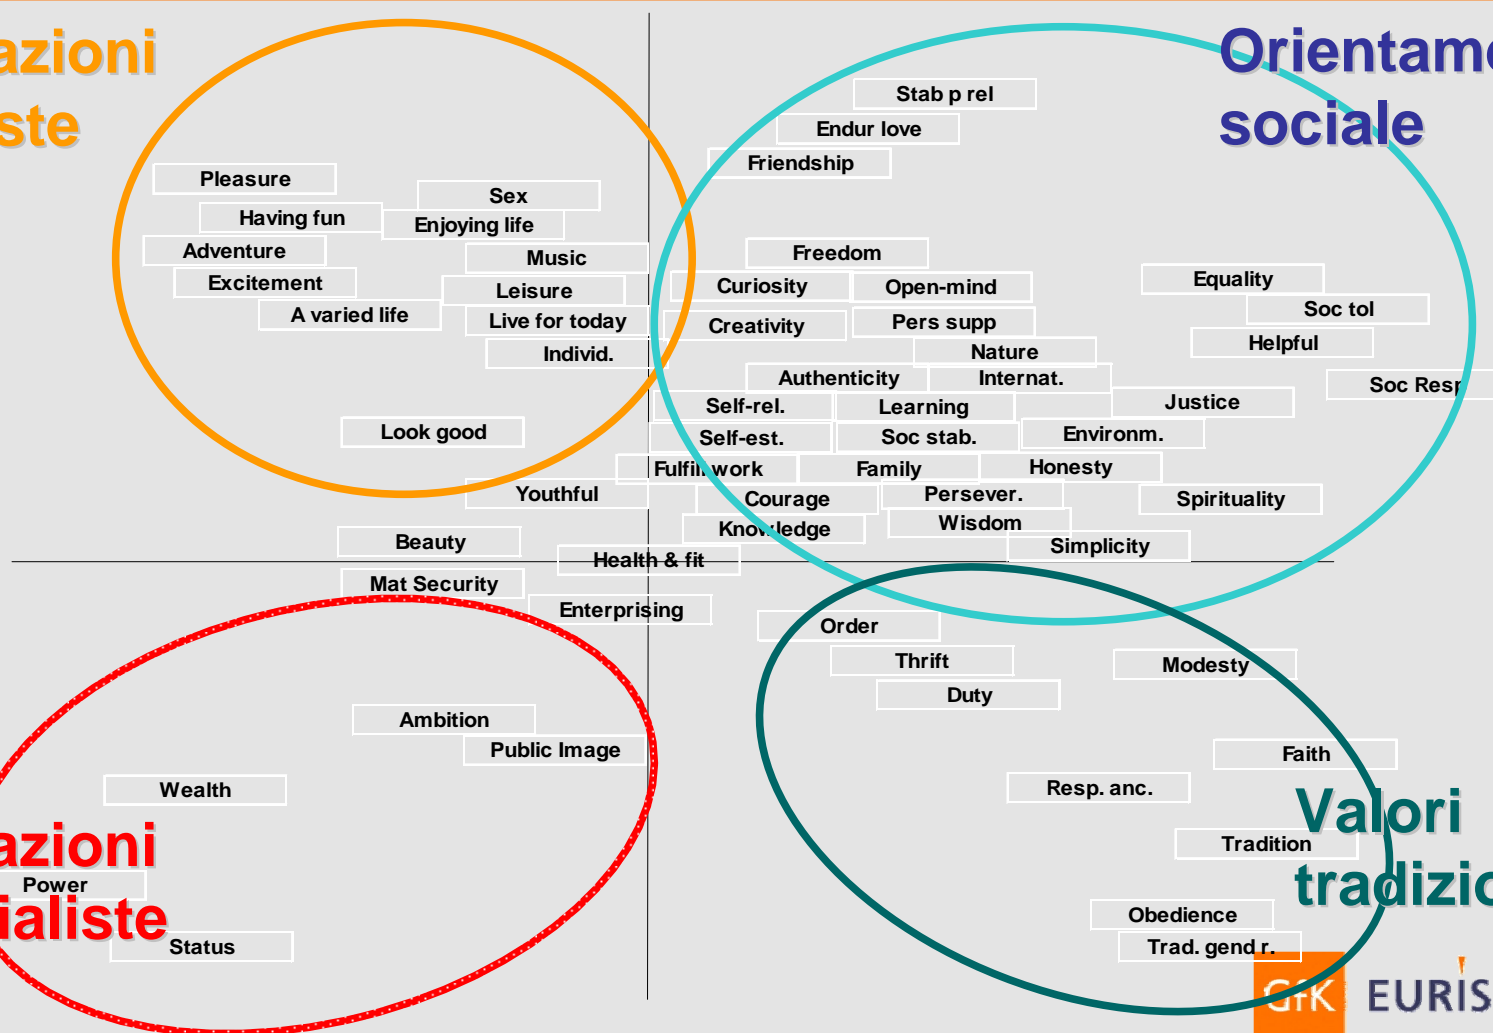 azioni
ste
Orientame
sociale
Stab p rel
Endur love
Friendship
Pleasure
Sex
Having fun
Enjoying life
Adventure
Music
Freedom
Excitement
Leisure
Curiosity
Open-mind
Equality
A varied life
Live for today
Creativity
Pers supp
Soc tol
Individ.
Nature
Helpful
Authenticity
Internat.
Soc Resp
Self-rel.
Learning
Justice
Look good
Self-est.
Soc stab.
Environm.
Fulfill work
Family
Honesty
Youthful
Courage
Persever.
Spirituality
Knowledge
Wisdom
Beauty
Simplicity
Health & fit
Mat Security
Enterprising
Order
Thrift
Modesty
Duty
Ambition
Public Image
Faith
Wealth
Resp. anc.
Valori
tradizio
azioni
Tradition
Power
ialiste
Status
Obedience
Trad. gend r.
GfK EURIS